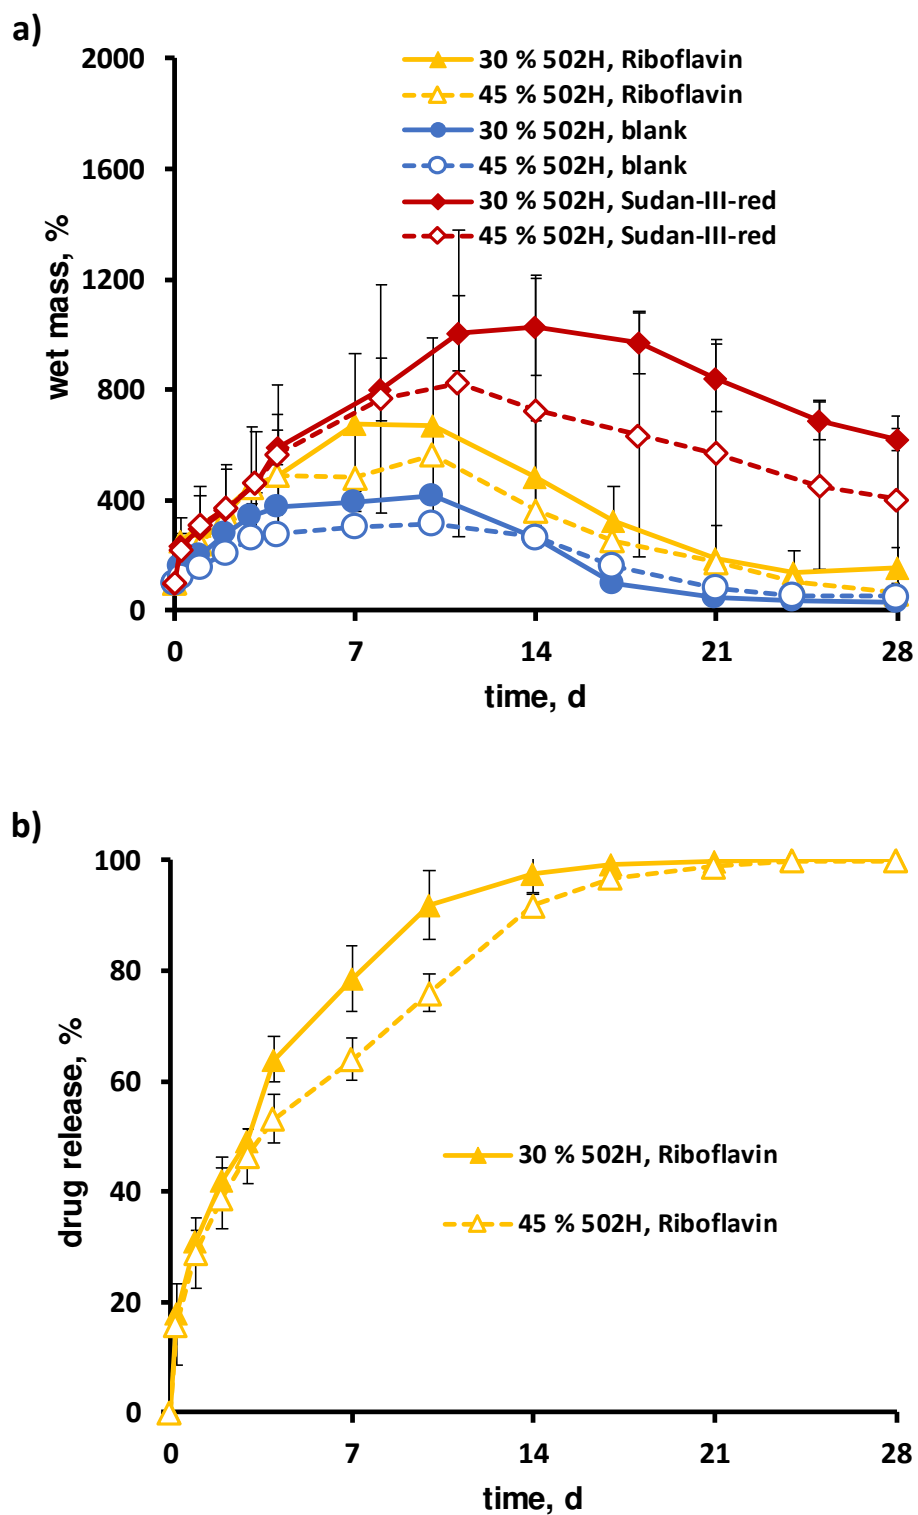 a)
2000
1600
1200
800
400
0
wet mass, %
30 % 502H, Riboflavin
45 % 502H, Riboflavin
30 % 502H, blank
45 % 502H, blank
30 % 502H, Sudan-III-red
45 % 502H, Sudan-III-red
0 7 14 21 28
time, d
b)
100
80
60
40
20
0
drug release, %
30 % 502H, Riboflavin
45 % 502H, Riboflavin
0 7 14 21 28
time, d